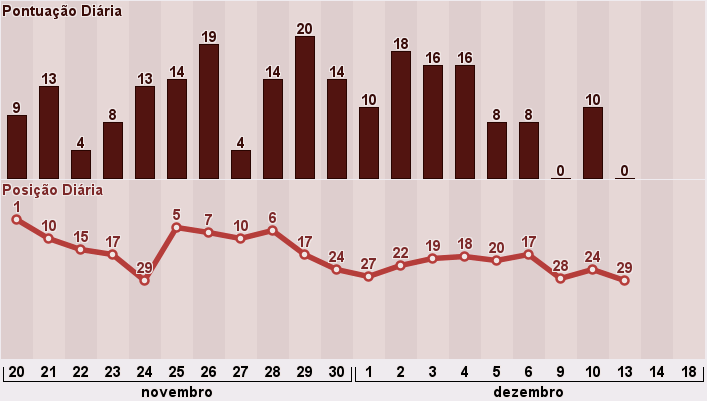 Pontuação Diária
9 13 4 8 13 14 19 4 14 20 14 10 18 16 16 8 8 0 10 0
Posição Diária
1 10 15 17 29 5 7 10 6 17 24 27 22 19 18 20 17 28 24 29
20 21 22 23 24 25 26 27 28 29 30 1 2 3 4 5 6 9 10 13 14 18
novembro dezembro